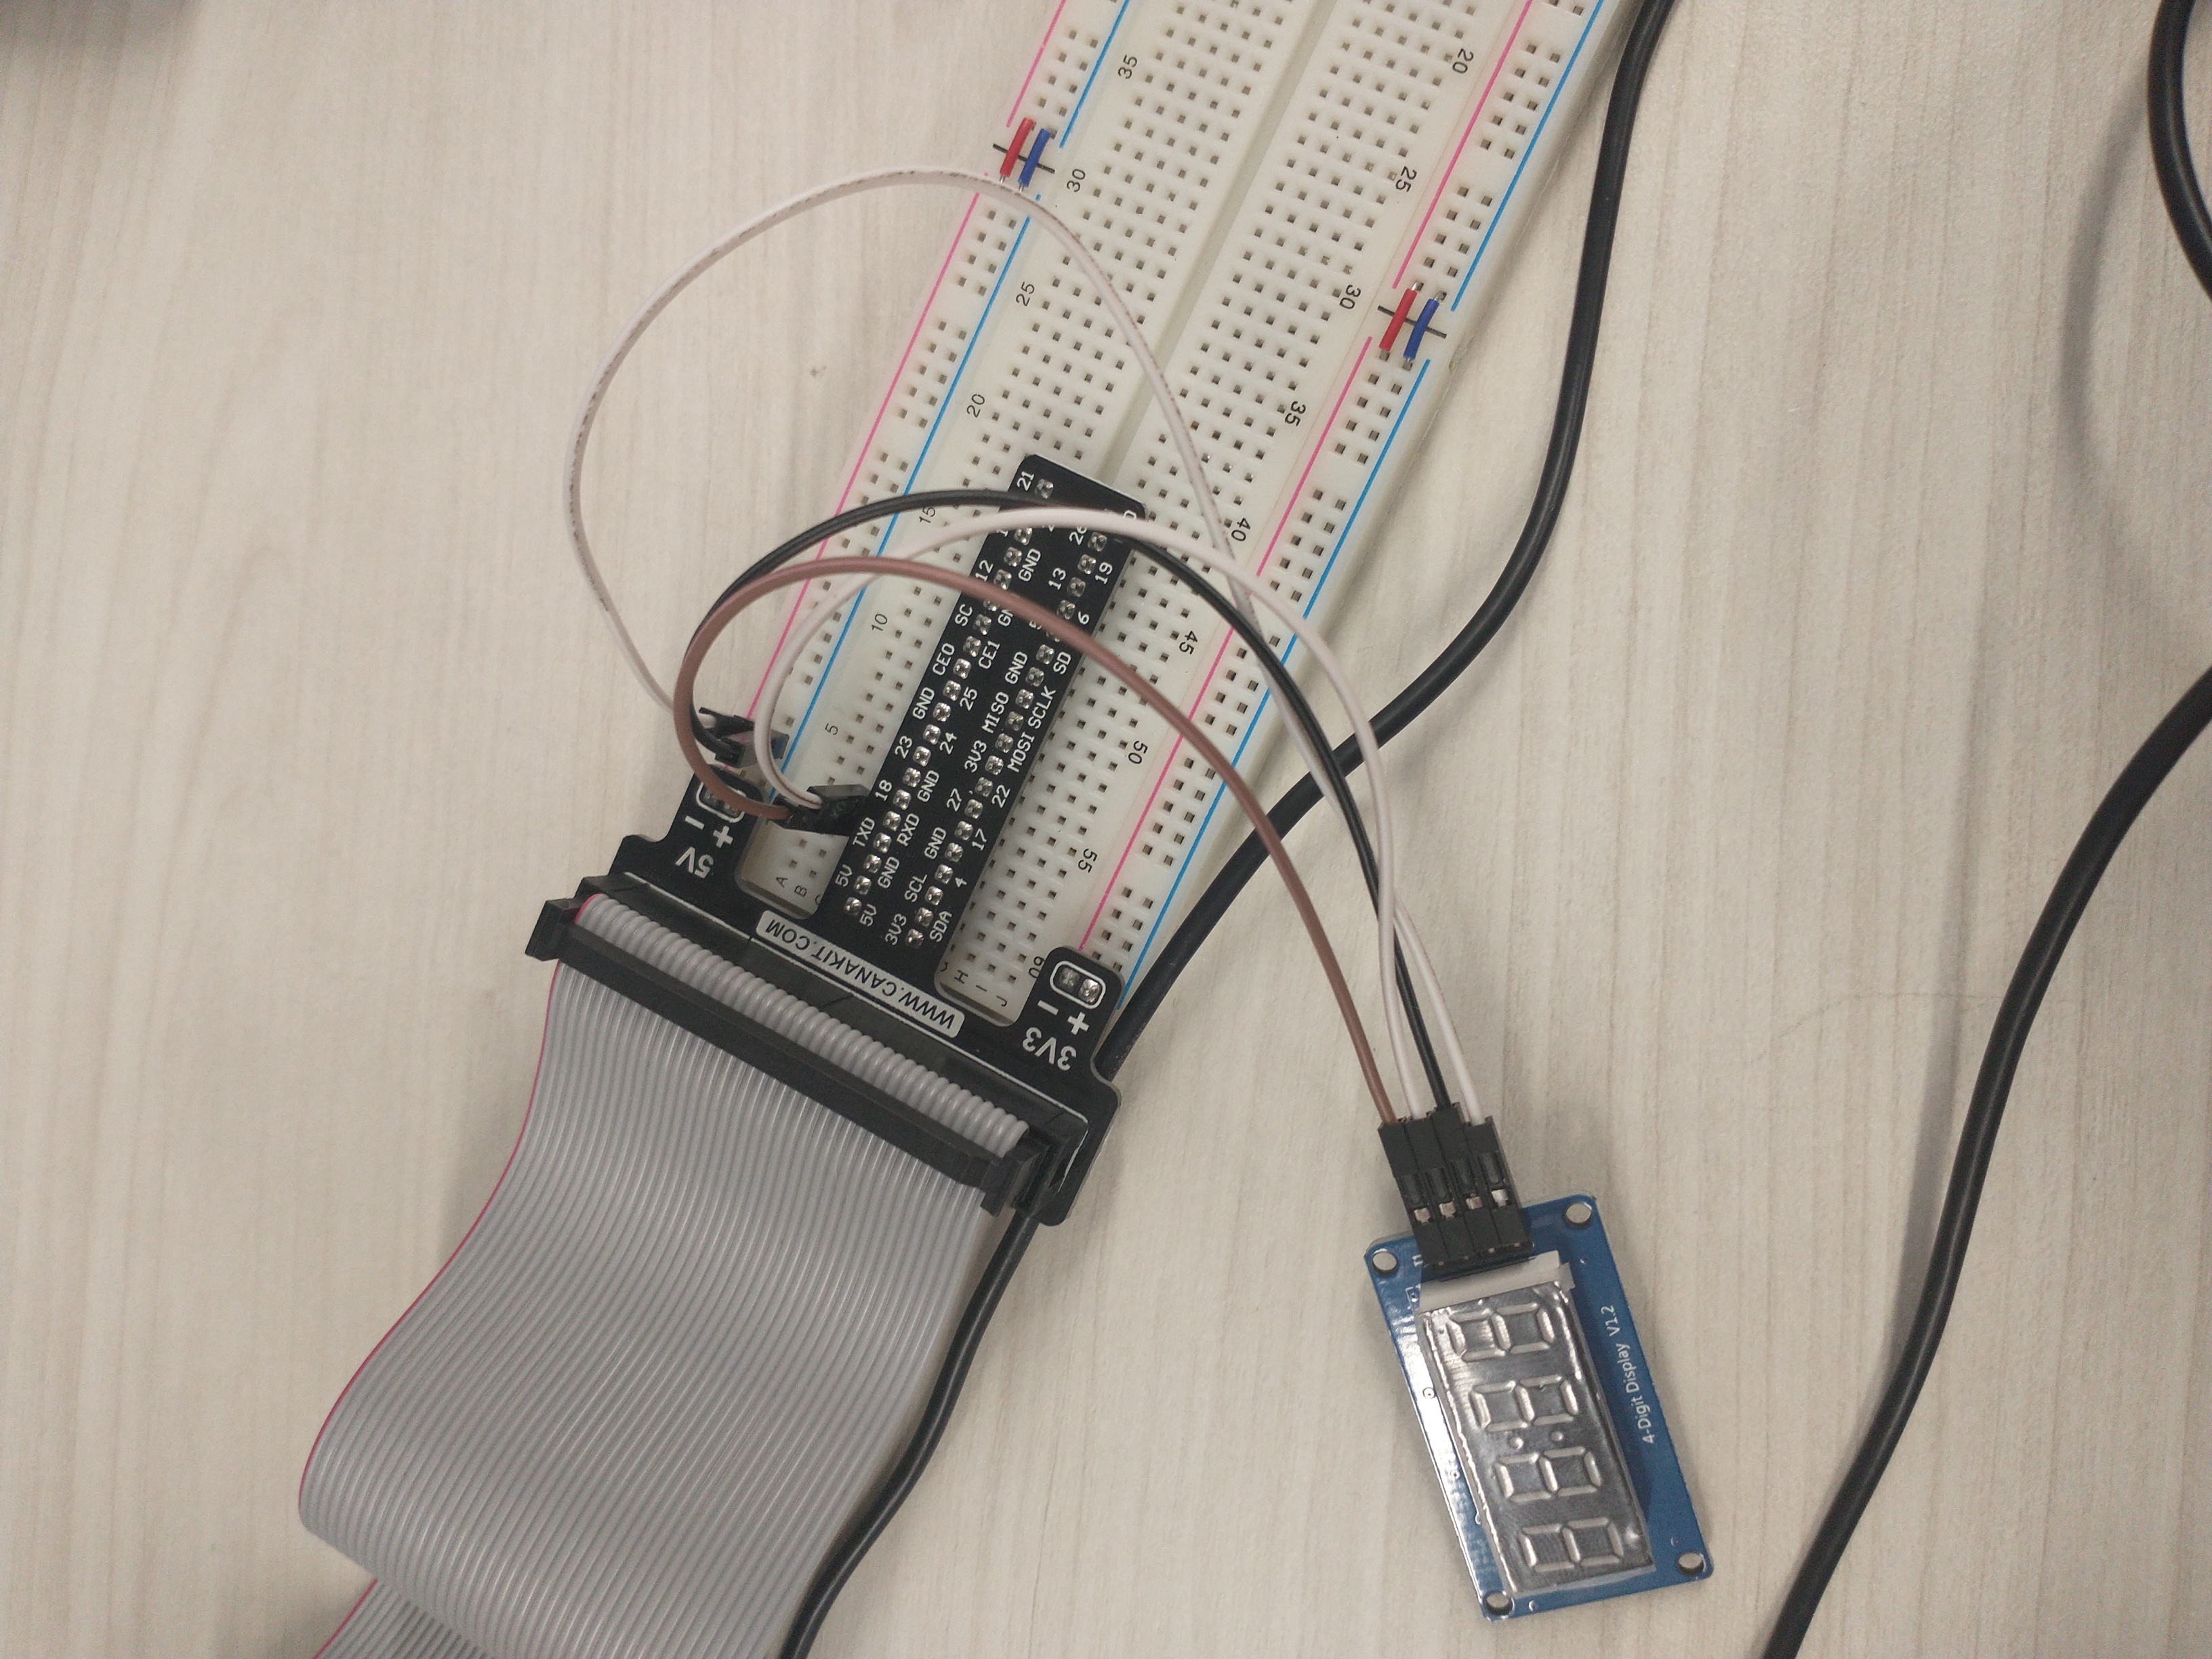 5V
- +
A
B
WWW.CANAKIT.COM
5V TXD 18 23 GND CE0 SC 12 21
5V GND RXD GND 24 25 CE1 GND
3V3 SCL GND 27 3V3 MISO GND 13 26
SDA 4 17 22 MOSI SCLK SD 6 19
H
I
J
3V3
- +
5
10
15
20
25
30
35
60
55
50
45
40
35
30
25
20
4-Digit Display V1.2